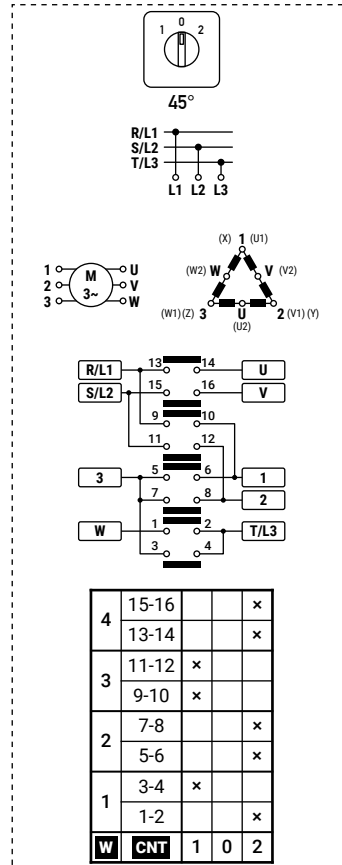 1 0 2
45°
R/L1
S/L2
T/L3
L1 L2 L3
(X) 1 (U1)
1 M U
2 3~ V
3 W
(W2) W V (V2)
(W1) (Z) 3 U 2 (V1) (Y)
(U2)
R/L1 13 14 U
S/L2 15 16 V
9 10
11 12
3 5 6 1
7 8 2
W 1 2 T/L3
3 4
4 15-16 ×
13-14 ×
3 11-12 ×
9-10 ×
2 7-8 ×
5-6 ×
1 3-4 ×
1-2 ×
W CNT 1 0 2